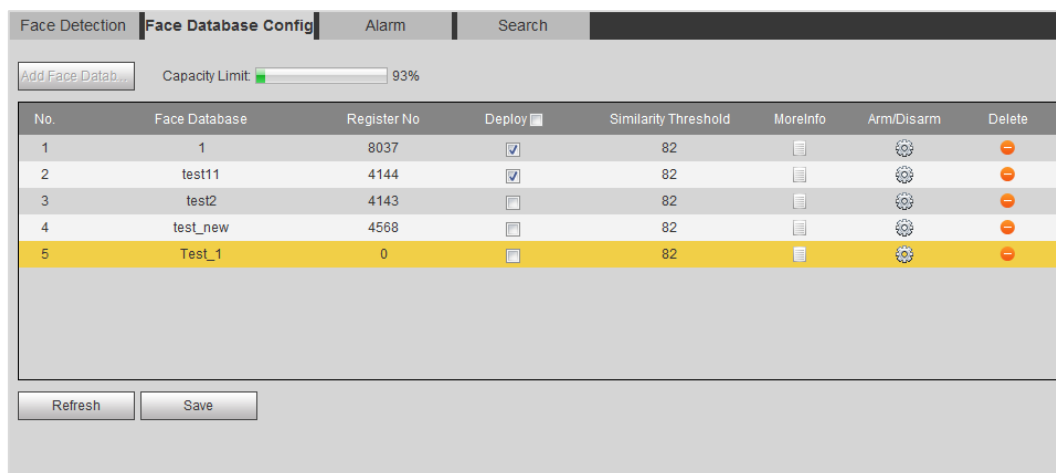 Face Detection Face Database Config Alarm Search
Add Face Datab... Capacity Limit: 93%
No. Face Database Register No Deploy Similarity Threshold MoreInfo Arm/Disarm Delete
1 1 8037 82
2 test11 4144 82
3 test2 4143 82
4 test_new 4568 82
5 Test_1 0 82
Refresh Save